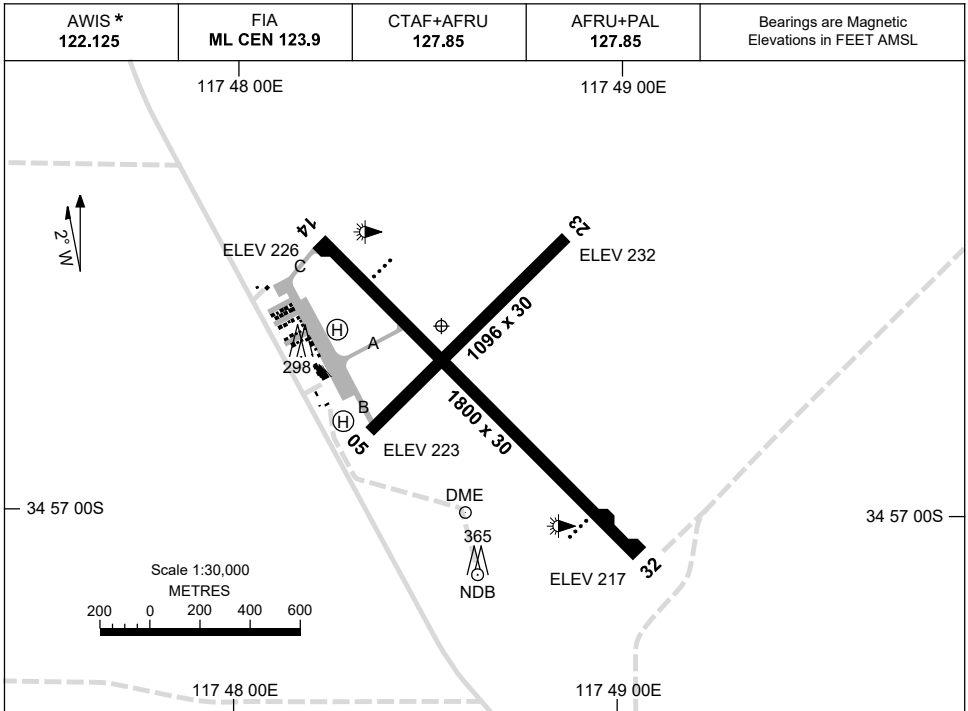 AWIS *
122.125
FIA
ML CEN 123.9
CTAF+AFRU
127.85
AFRU+PAL
127.85
Bearings are Magnetic
Elevations in FEET AMSL
117 48 00E
117 49 00E
2° W
14
23
ELEV 226
ELEV 232
C
H
A
1096 x 30
298
1800 x 30
B
H
05
ELEV 223
DME
34 57 00S
34 57 00S
365
NDB
ELEV 217
32
Scale 1:30,000
METRES
200 0 200 400 600
117 48 00E
117 49 00E